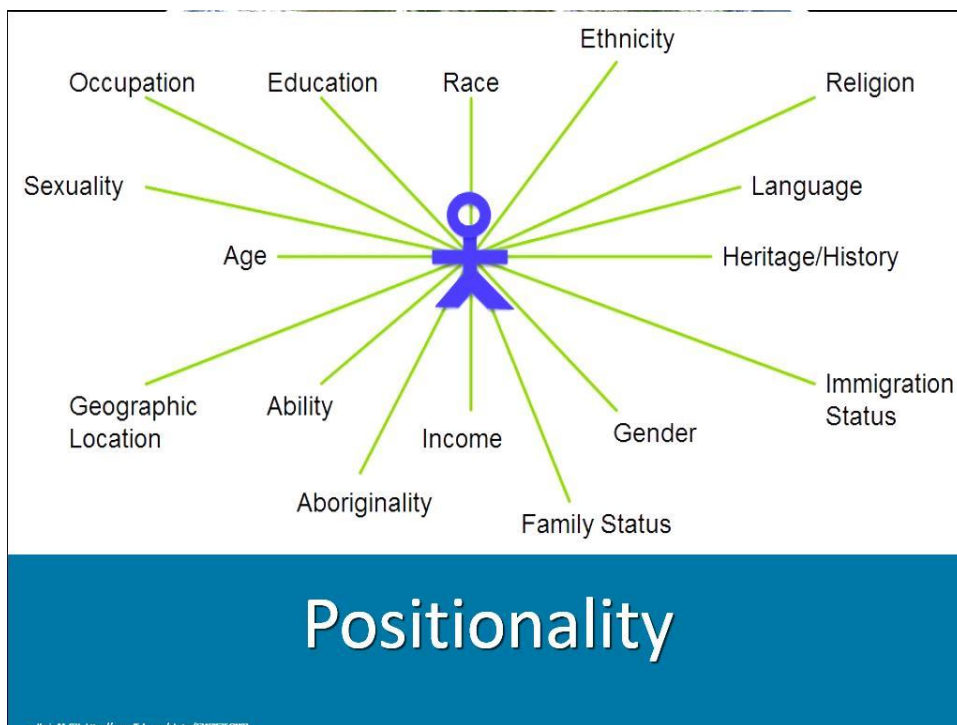 Ethnicity
Occupation
Education
Race
Religion
Sexuality
Language
Age
Heritage/History
Geographic
Location
Ability
Income
Gender
Immigration
Status
Aboriginality
Family Status
Positionality